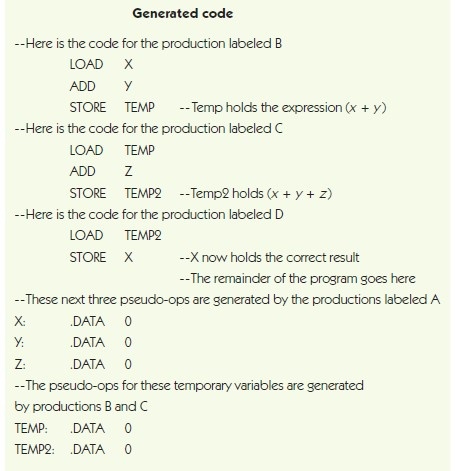 Generated code
--Here is the code for the production labeled B
LOAD X
ADD Y
STORE TEMP --Temp holds the expression (x + y)
--Here is the code for the production labeled C
LOAD TEMP
ADD Z
STORE TEMP2 --Temp2 holds (x + y + z)
--Here is the code for the production labeled D
LOAD TEMP2
STORE X --X now holds the correct result
--The remainder of the program goes here
--These next three pseudo-ops are generated by the productions labeled A
X: .DATA 0
Y: .DATA 0
Z: .DATA 0
--The pseudo-ops for these temporary variables are generated
by productions B and C
TEMP: .DATA 0
TEMP2: .DATA 0